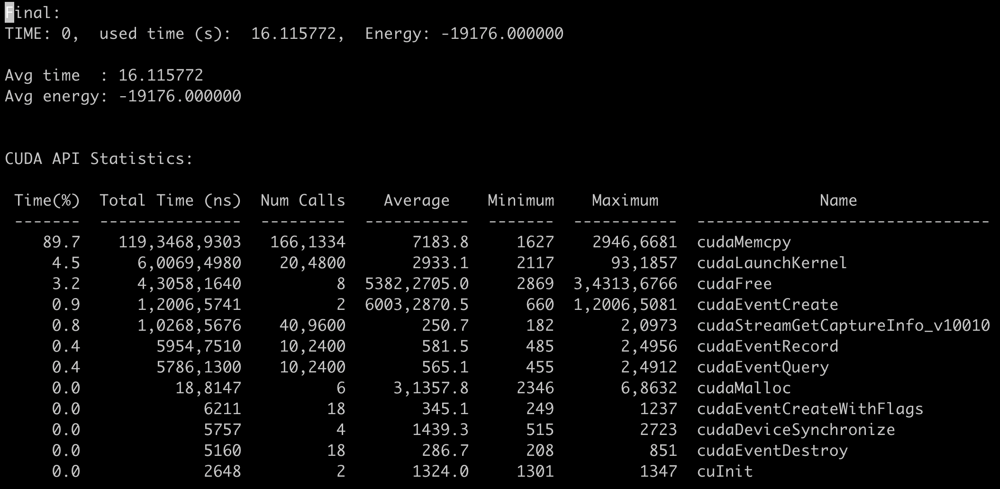 Final:
TIME: 0,  used time (s):  16.115772,  Energy: -19176.000000
Avg time  : 16.115772
Avg energy: -19176.000000
CUDA API Statistics:
Time(%)  Total Time (ns)  Num Calls    Average    Minimum    Maximum                 Name
-------  ---------------  ---------  -----------  -------  -----------  -------------------------------
89.7    119,3468,9303   166,1334       7183.8     1627    2946,6681  cudaMemcpy
4.5      6,0069,4980    20,4800       2933.1     2117      93,1857  cudaLaunchKernel
3.2      4,3058,1640          8  5382,2705.0     2869  3,4313,6766  cudaFree
0.9      1,2006,5741          2  6003,2870.5      660  1,2006,5081  cudaEventCreate
0.8      1,0268,5676    40,9600        250.7      182       2,0973  cudaStreamGetCaptureInfo_v10010
0.4        5954,7510    10,2400        581.5      485       2,4956  cudaEventRecord
0.4        5786,1300    10,2400        565.1      455       2,4912  cudaEventQuery
0.0          18,8147          6     3,1357.8     2346       6,8632  cudaMalloc
0.0             6211         18        345.1      249         1237  cudaEventCreateWithFlags
0.0             5757          4       1439.3      515         2723  cudaDeviceSynchronize
0.0             5160         18        286.7      208          851  cudaEventDestroy
0.0             2648          2       1324.0     1301         1347  cuInit